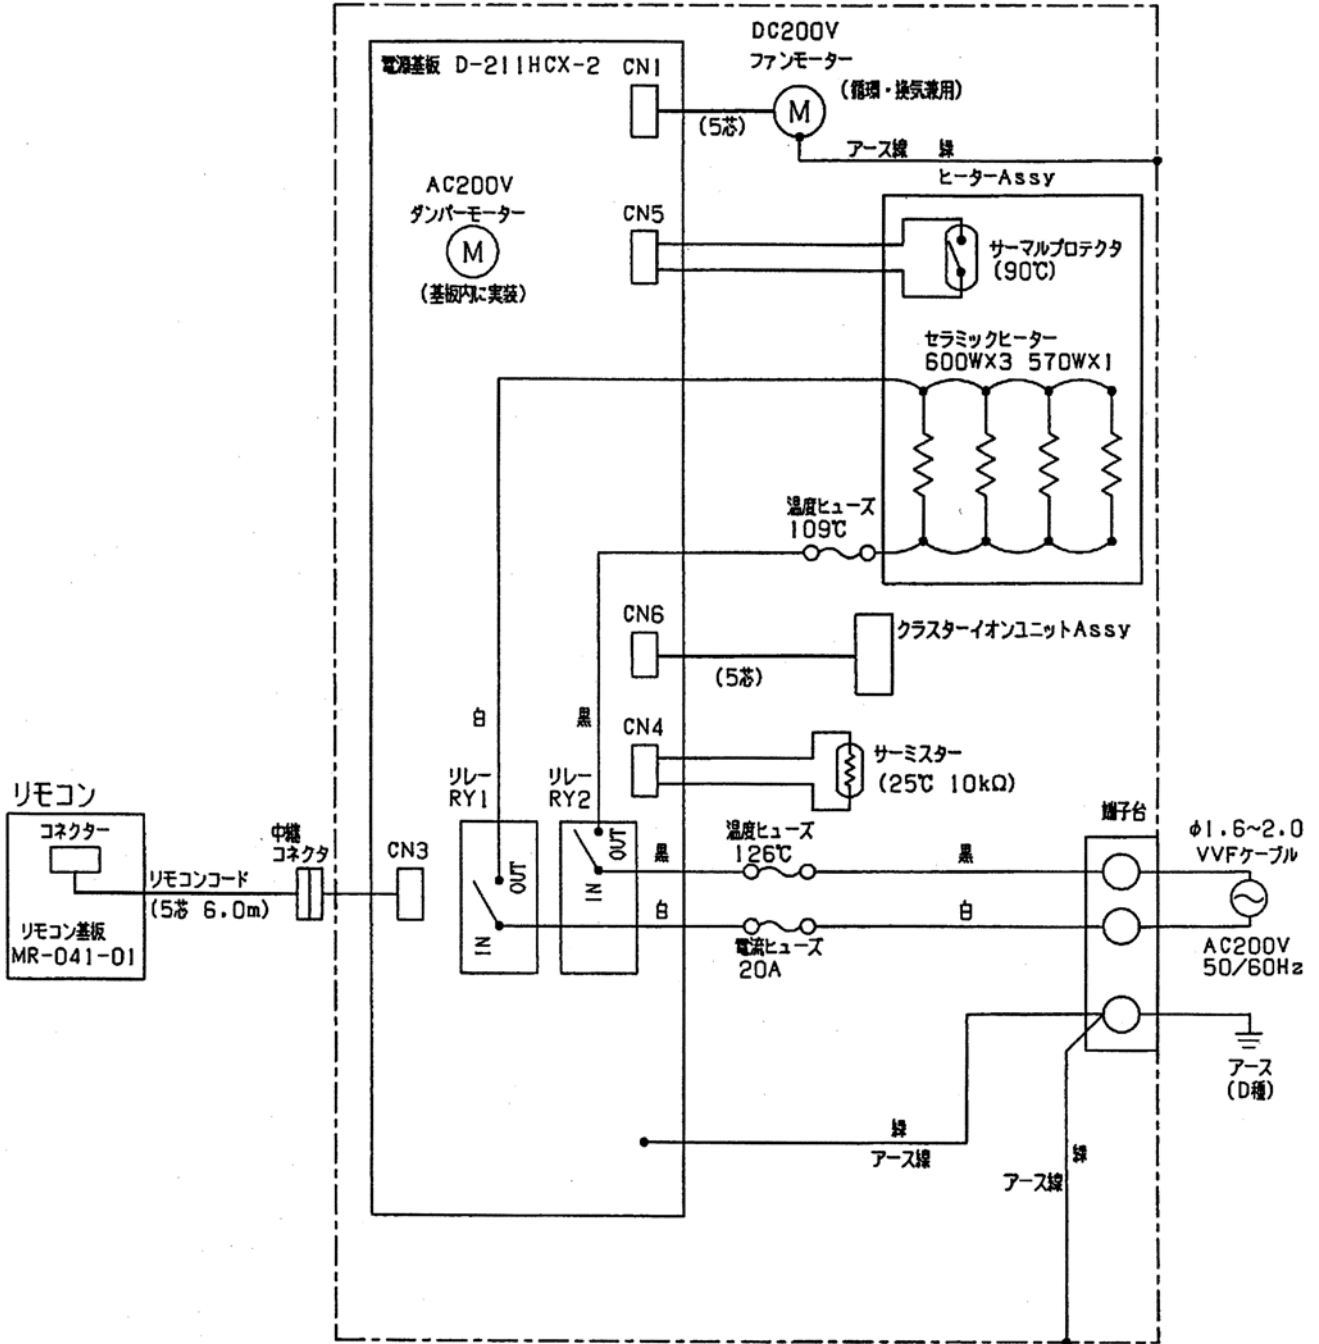 DC200V
ファンモーター
(循環・換気兼用)
電源基板 D-211HCX-2
CN1
M
(5芯)
アース線 緑
ヒーターAssy
AC200V
ダンパーモーター
M
(基板内に実装)
CN5
サーマルプロテクタ
(90℃)
セラミックヒーター
600WX3 570WX1
温度ヒューズ
109℃
CN6
クラスターイオンユニットAssy
(5芯)
白
黒
CN4
サーミスター
(25℃ 10kΩ)
リレー
RY1
リレー
RY2
OUT
IN
OUT
IN
リモコン
コネクター
リモコンコード
(5芯 6.0m)
リモコン基板
MR-041-01
中継
コネクタ
CN3
温度ヒューズ
126℃
黒
黒
白
白
電流ヒューズ
20A
端子台
φ1.6~2.0
VVFケーブル
AC200V
50/60Hz
アース
(D種)
緑
アース線
緑
アース線